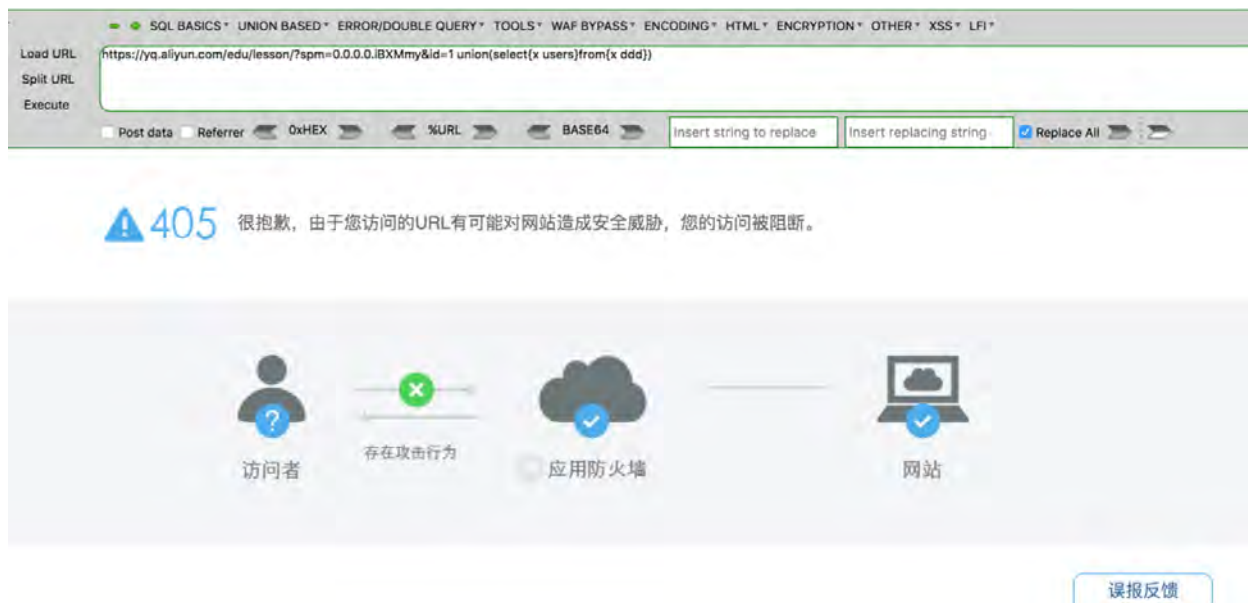 SQL BASICS UNION BASED ERROR/DOUBLE QUERY TOOLS WAF BYPASS ENCODING HTML ENCRYPTION OTHER XSS LFI
Load URL
https://yq.aliyun.com/edu/lesson/?spm=0.0.0.0.iBXMmy&id=1 union(select{x users}from{x ddd})
Split URL
Execute
Post data Referrer 0xHEX %URL BASE64 Insert string to replace Insert replacing string Replace All
405 很抱歉，由于您访问的URL有可能对网站造成安全威胁，您的访问被阻断。
存在攻击行为
访问者 应用防火墙 网站
误报反馈